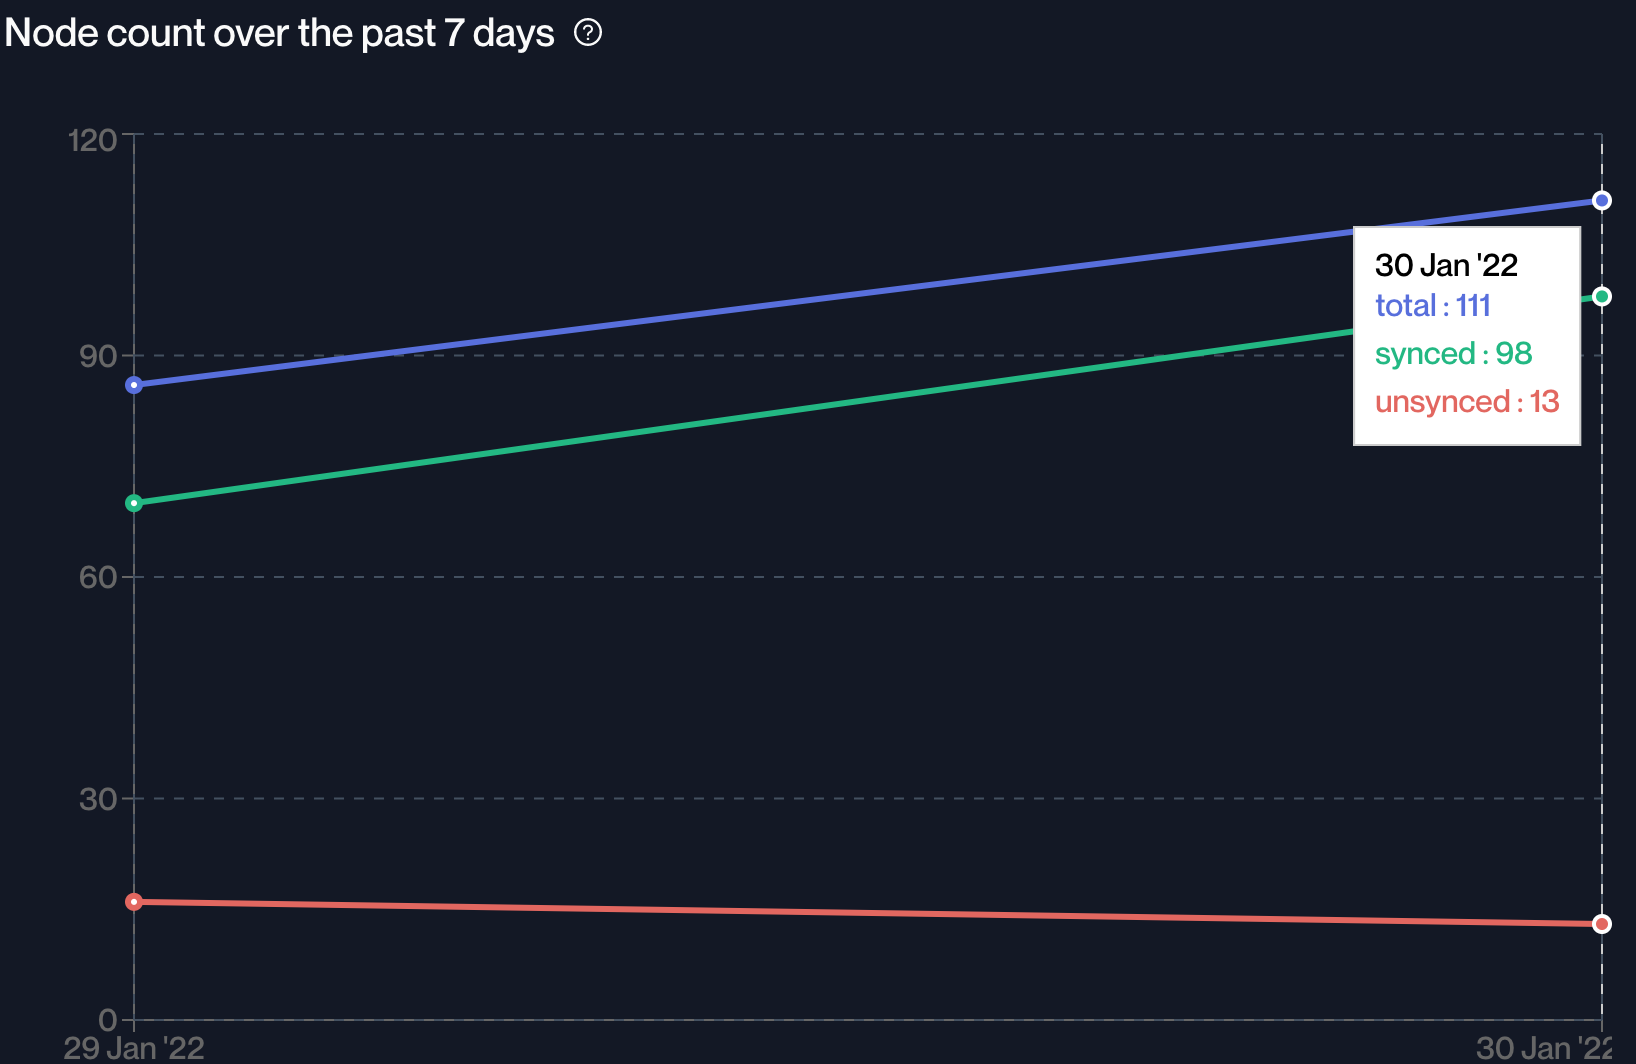 Node count over the past 7 days ?
120
90
60
30
0
30 Jan '22
total : 111
synced : 98
unsynced : 13
29 Jan '22
30 Jan '22